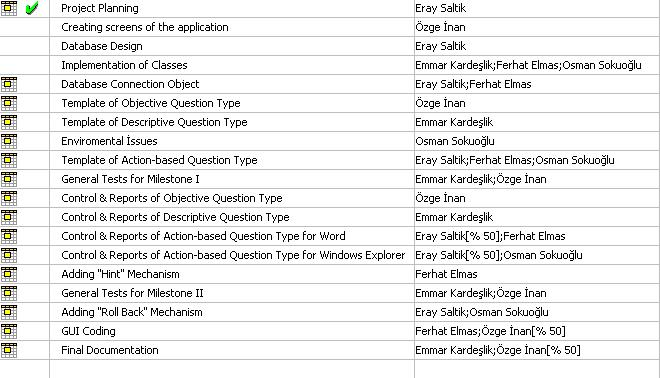 Project Planning Eray Saltik
Creating screens of the application Özge İnan
Database Design Eray Saltik
Implementation of Classes Emmar Kardeşlik;Ferhat Elmas;Osman Sokuoğlu
Database Connection Object Eray Saltik;Ferhat Elmas
Template of Objective Question Type Özge İnan
Template of Descriptive Question Type Emmar Kardeşlik
Enviromental İssues Osman Sokuoğlu
Template of Action-based Question Type Eray Saltik;Ferhat Elmas;Osman Sokuoğlu
General Tests for Milestone I Emmar Kardeşlik;Özge İnan
Control & Reports of Objective Question Type Özge İnan
Control & Reports of Descriptive Question Type Emmar Kardeşlik
Control & Reports of Action-based Question Type for Word Eray Saltik[% 50];Ferhat Elmas
Control & Reports of Action-based Question Type for Windows Explorer Eray Saltik[% 50];Osman Sokuoğlu
Adding "Hint" Mechanism Ferhat Elmas
General Tests for Milestone II Emmar Kardeşlik;Özge İnan
Adding "Roll Back" Mechanism Eray Saltik;Osman Sokuoğlu
GUI Coding Ferhat Elmas;Özge İnan[% 50]
Final Documentation Emmar Kardeşlik;Özge İnan[% 50]